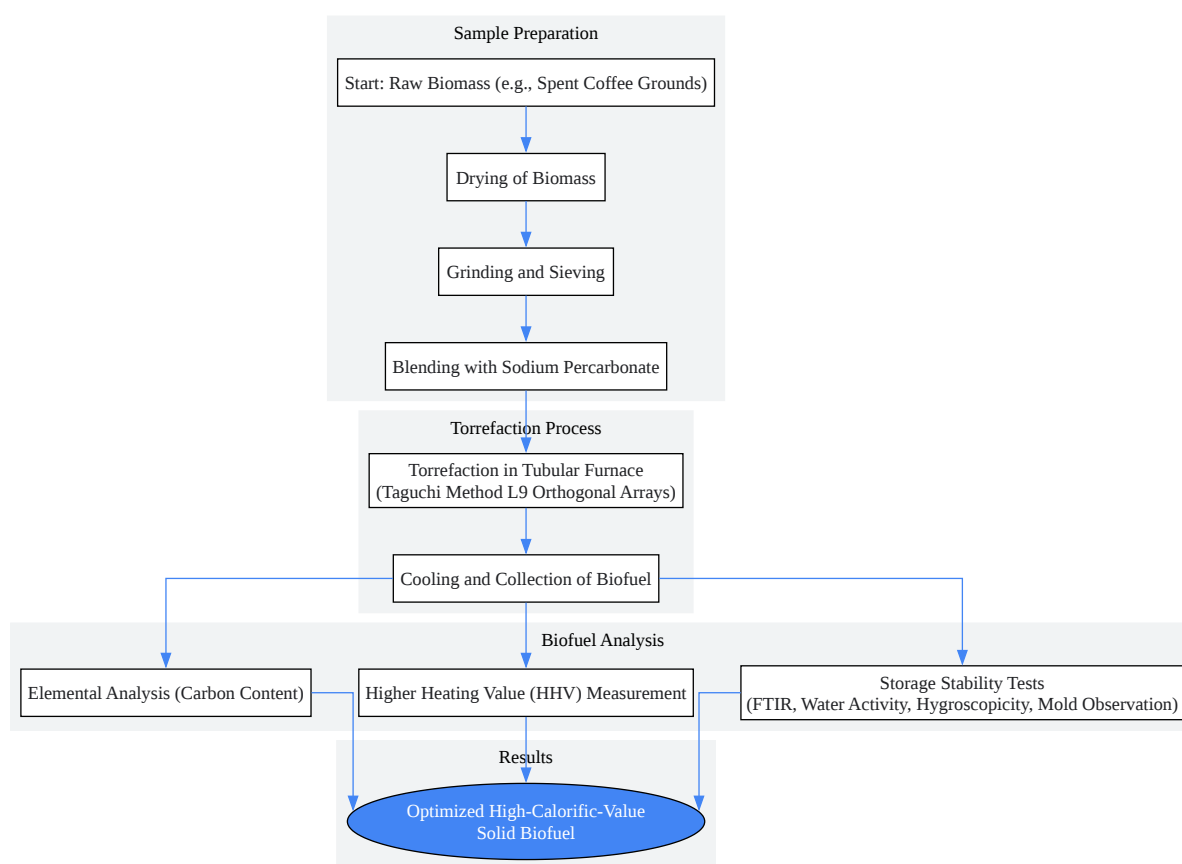 Sample Preparation
Start: Raw Biomass (e.g., Spent Coffee Grounds)
Drying of Biomass
Grinding and Sieving
Blending with Sodium Percarbonate
Torrefaction Process
Torrefaction in Tubular Furnace
(Taguchi Method L9 Orthogonal Arrays)
Cooling and Collection of Biofuel
Biofuel Analysis
Elemental Analysis (Carbon Content)
Higher Heating Value (HHV) Measurement
Storage Stability Tests
(FTIR, Water Activity, Hygroscopicity, Mold Observation)
Results
Optimized High-Calorific-Value
Solid Biofuel